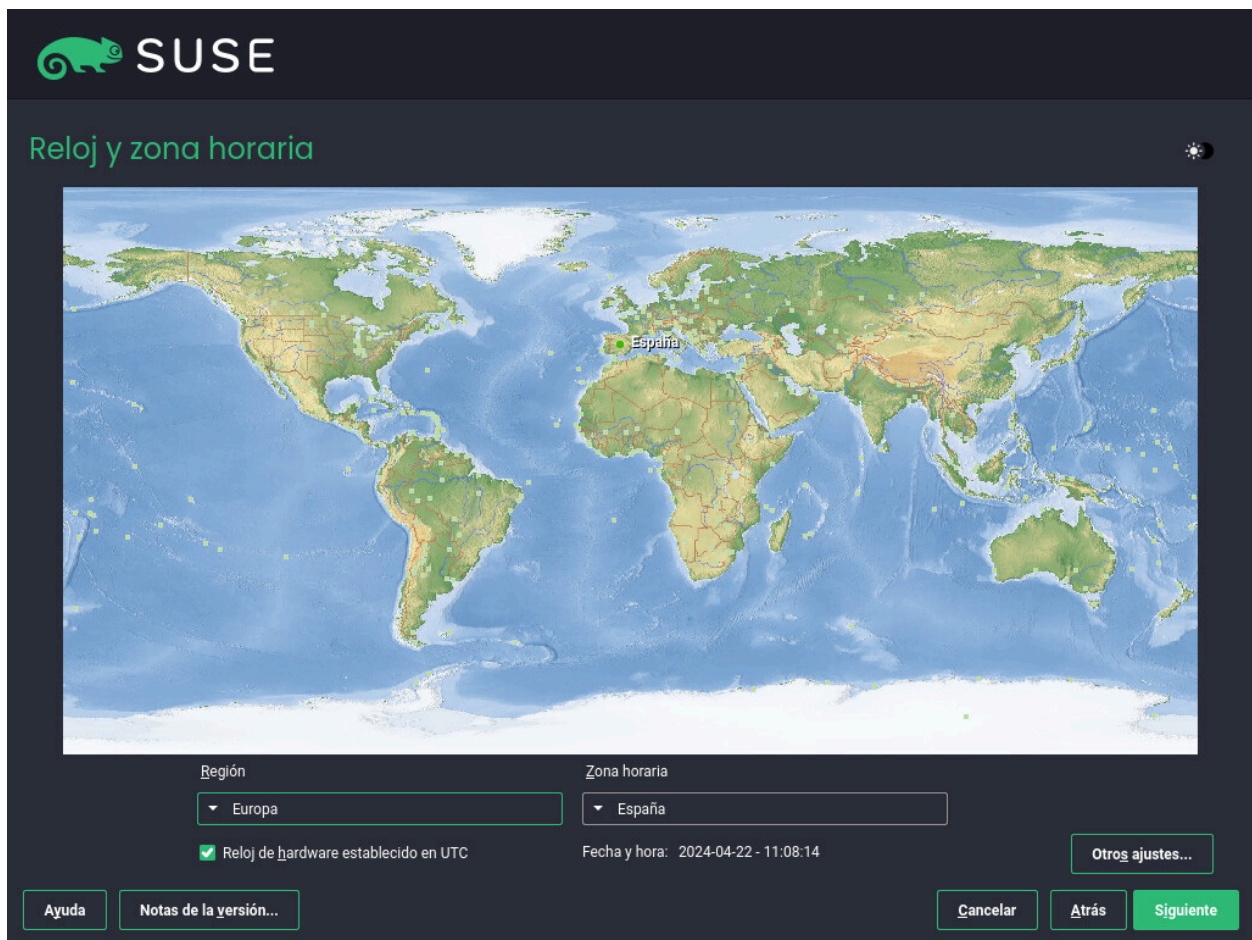 SUSE
Reloj y zona horaria
España
Región
Zona horaria
Europa
España
Reloj de hardware establecido en UTC
Fecha y hora: 2024-04-22 - 11:08:14
Otros ajustes...
Ayuda
Notas de la versión...
Cancelar
Atrás
Siguiente